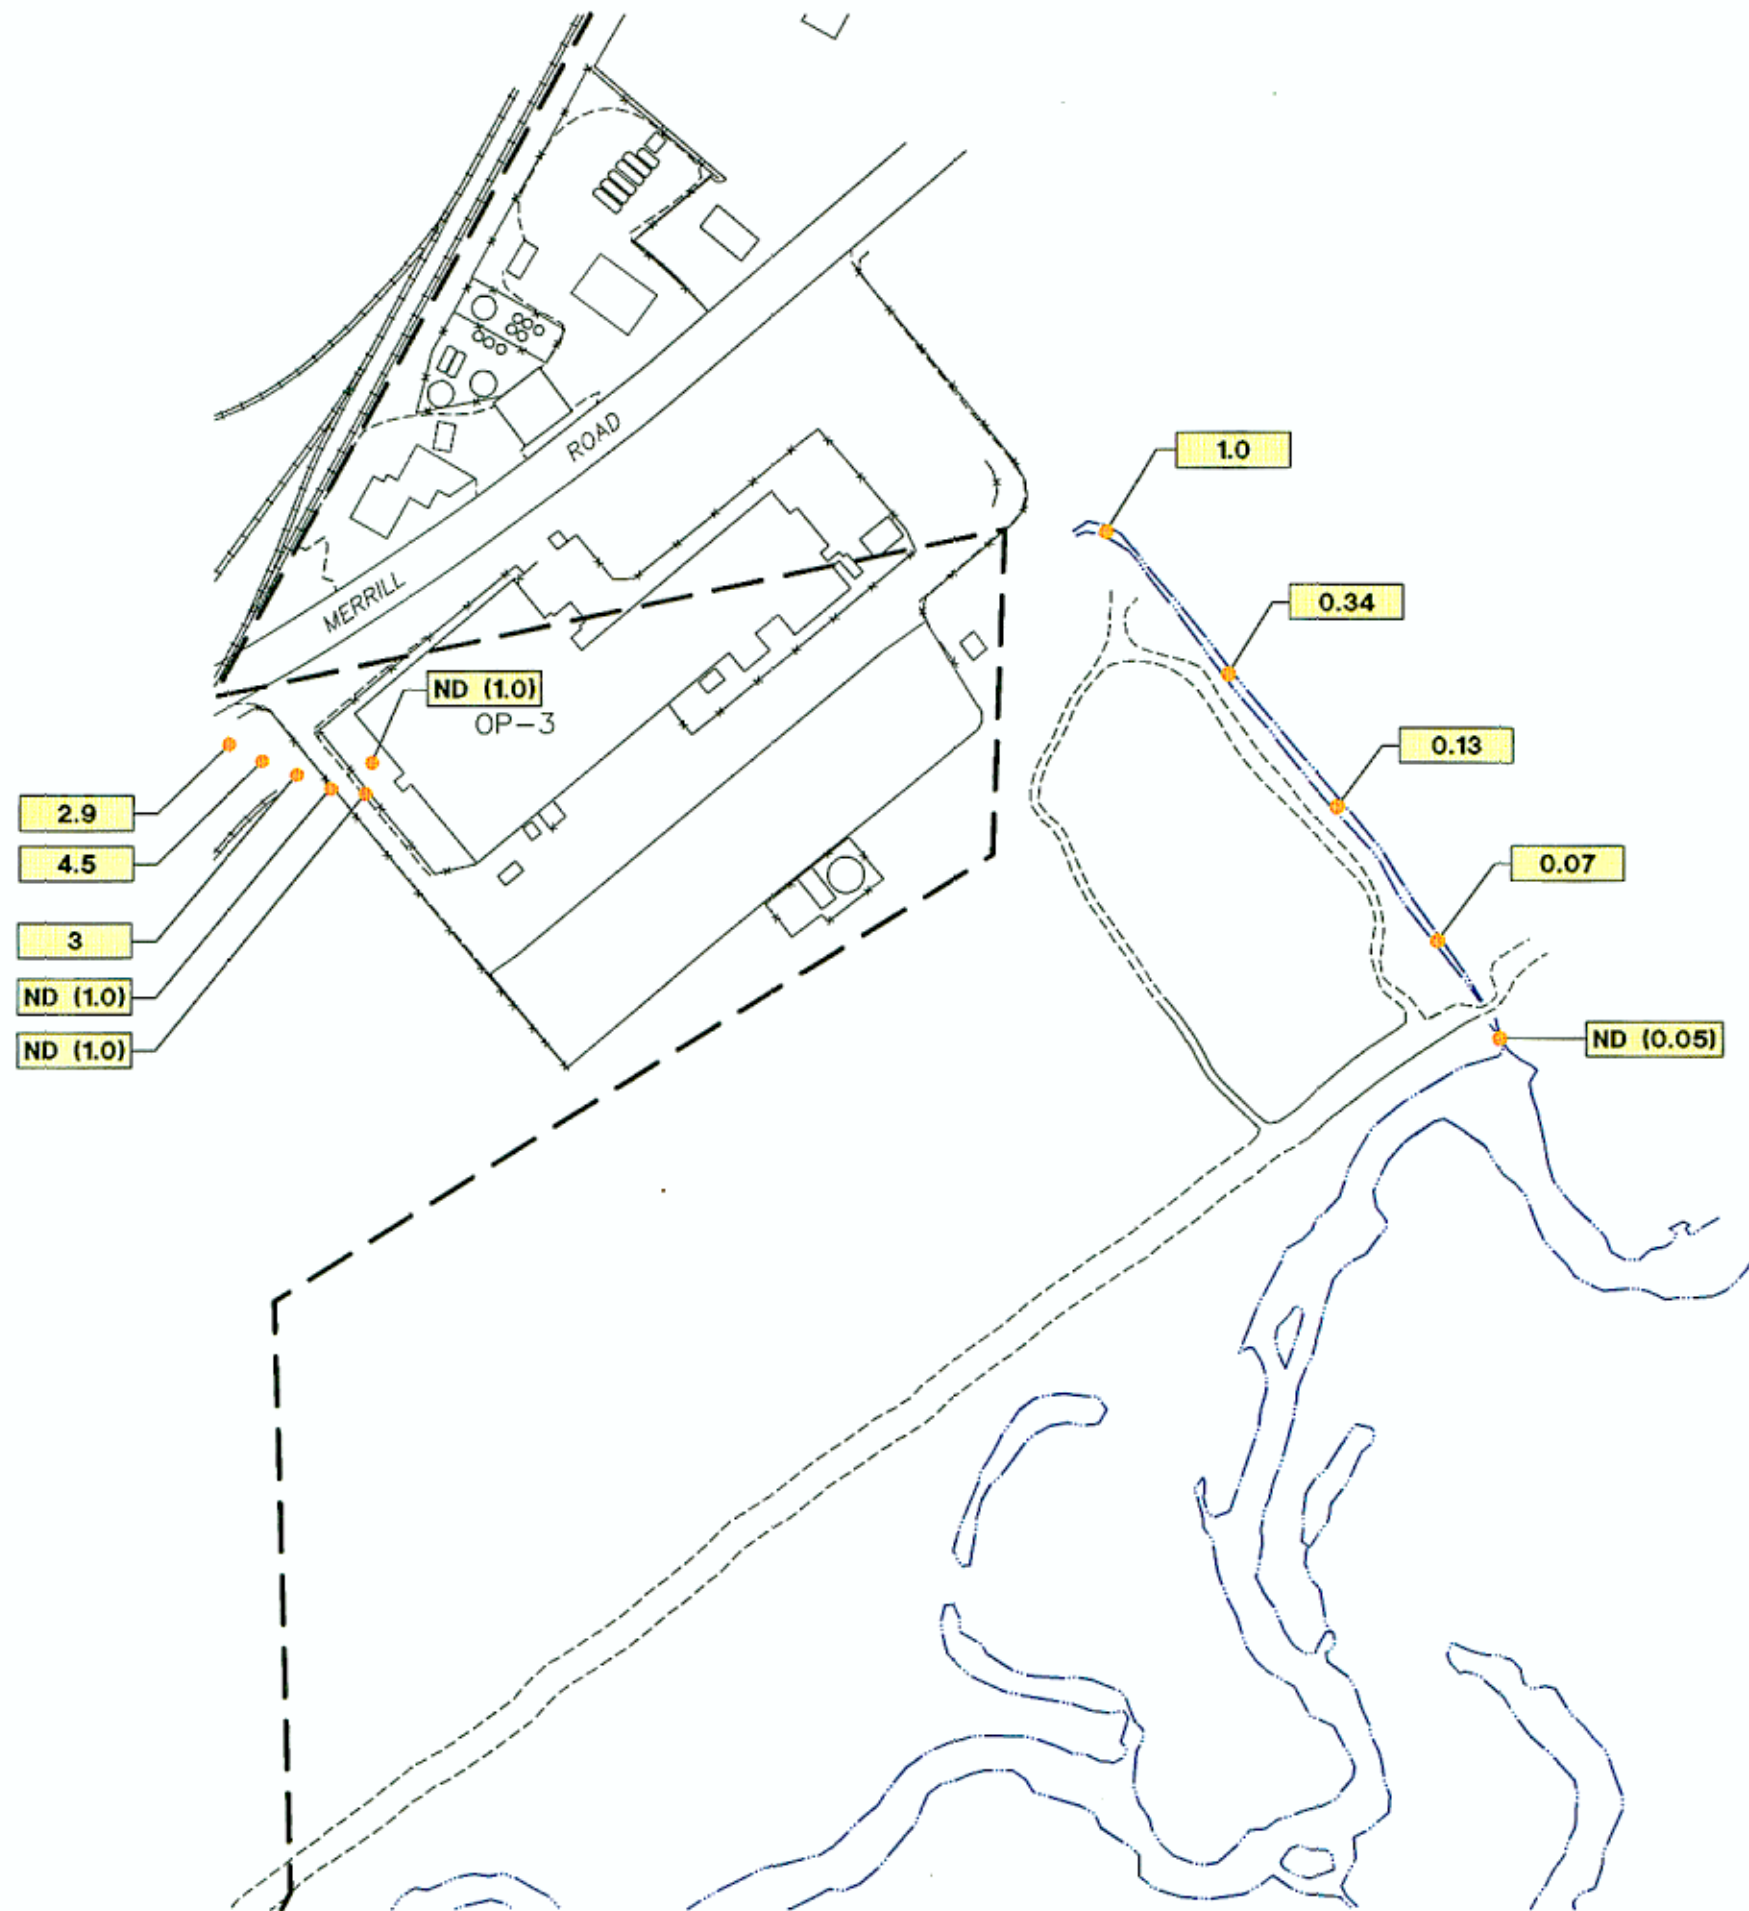 1.0
ROAD
0.34
MERRILL
ND (1.0)
OP-3
0.13
2.9
4.5
0.07
3
ND (1.0)
ND (1.0)
ND (0.05)